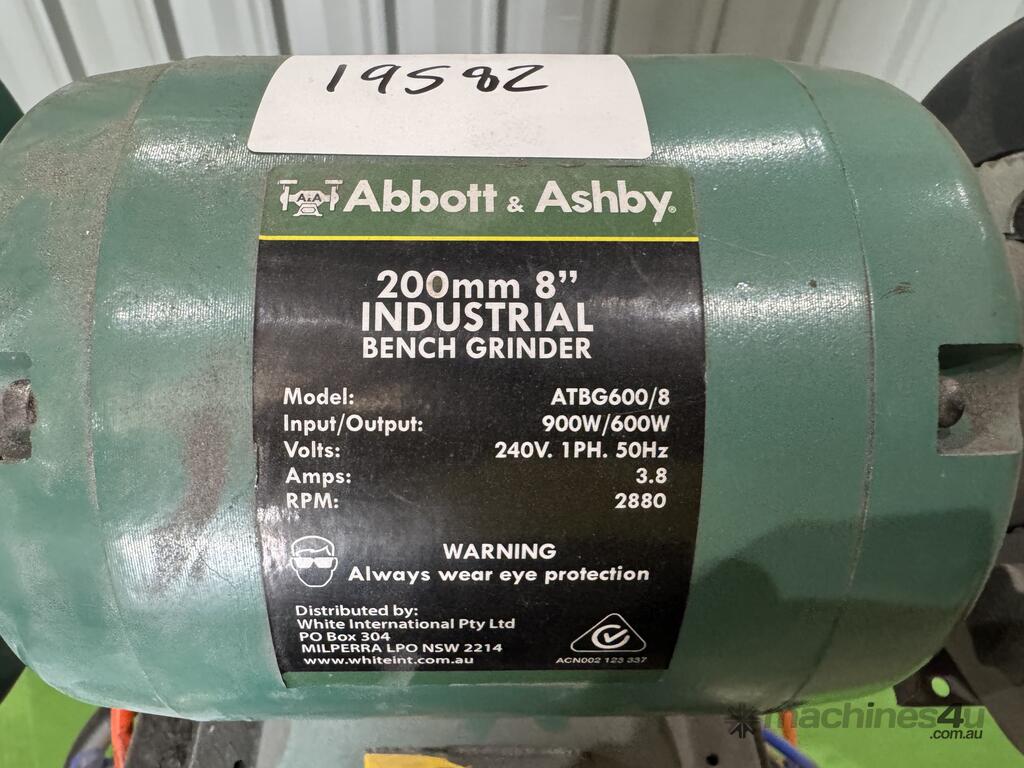 19582
A&A
Abbott & Ashby®
200mm 8”
INDUSTRIAL
BENCH GRINDER
Model: ATBG600/8
Input/Output: 900W/600W
Volts: 240V. 1PH. 50Hz
Amps: 3.8
RPM: 2880
WARNING
Always wear eye protection
Distributed by:
White International Pty Ltd
PO Box 304
MILPERRA LPO NSW 2214
www.whiteint.com.au
ACN002 123 337
machines4u
.com.au